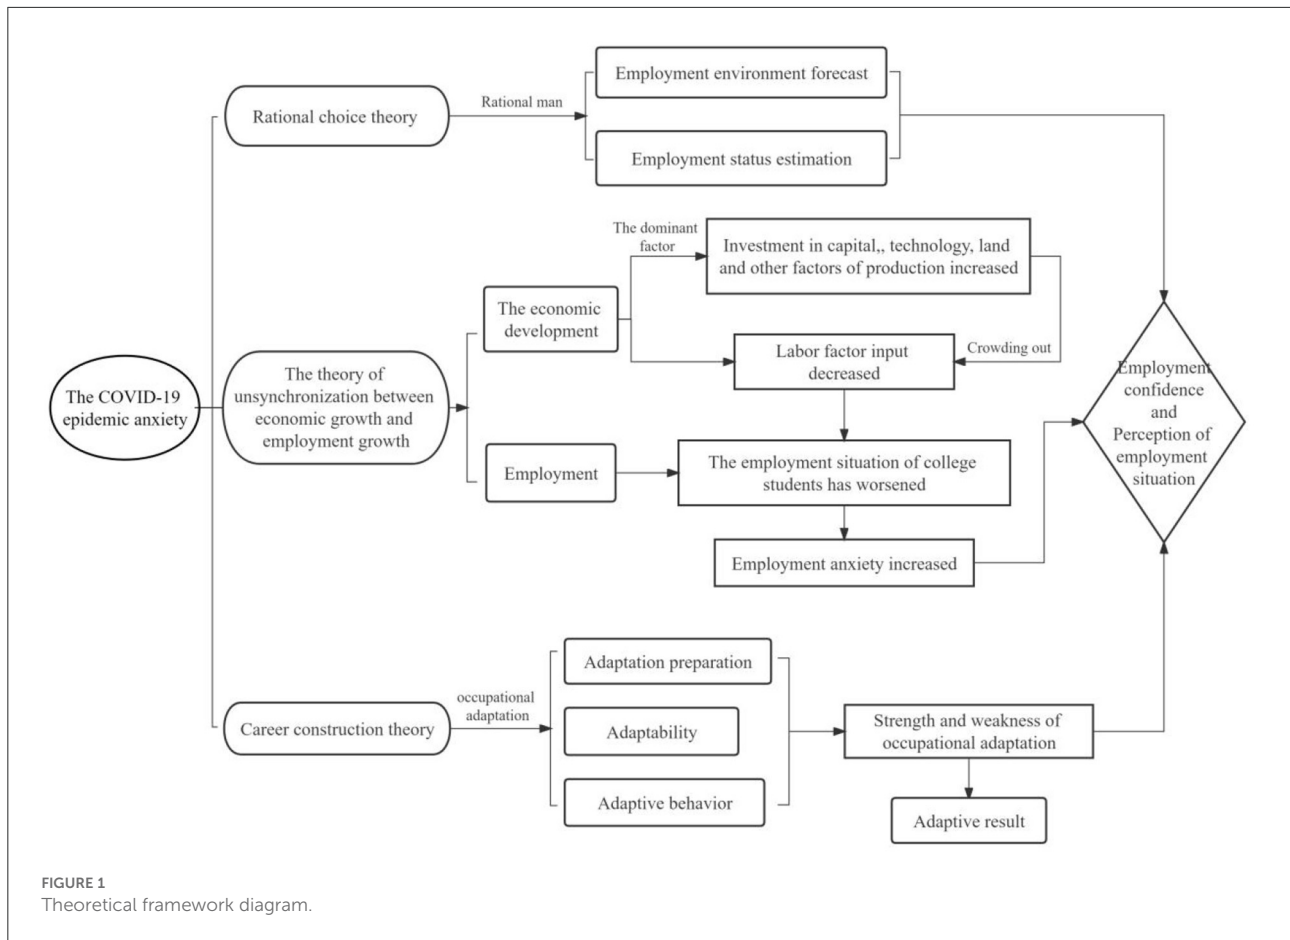 Employment environment forecast
Rational man
Rational choice theory
Employment status estimation
The dominant
factor
Investment in capital,, technology, land
and other factors of production increased
The economic
development
Labor factor input
decreased
Crowding out
The COVID-19
epidemic anxiety
The theory of
unsynchronization between
economic growth and
employment growth
Employment
The employment situation of college
students has worsened
Employment anxiety increased
Employment
confidence
and
Perception of
employment
situation
Adaptation preparation
occupational
adaptation
Career construction theory
Adaptability
Adaptive behavior
Strength and weakness of
occupational adaptation
Adaptive result
FIGURE 1
Theoretical framework diagram.